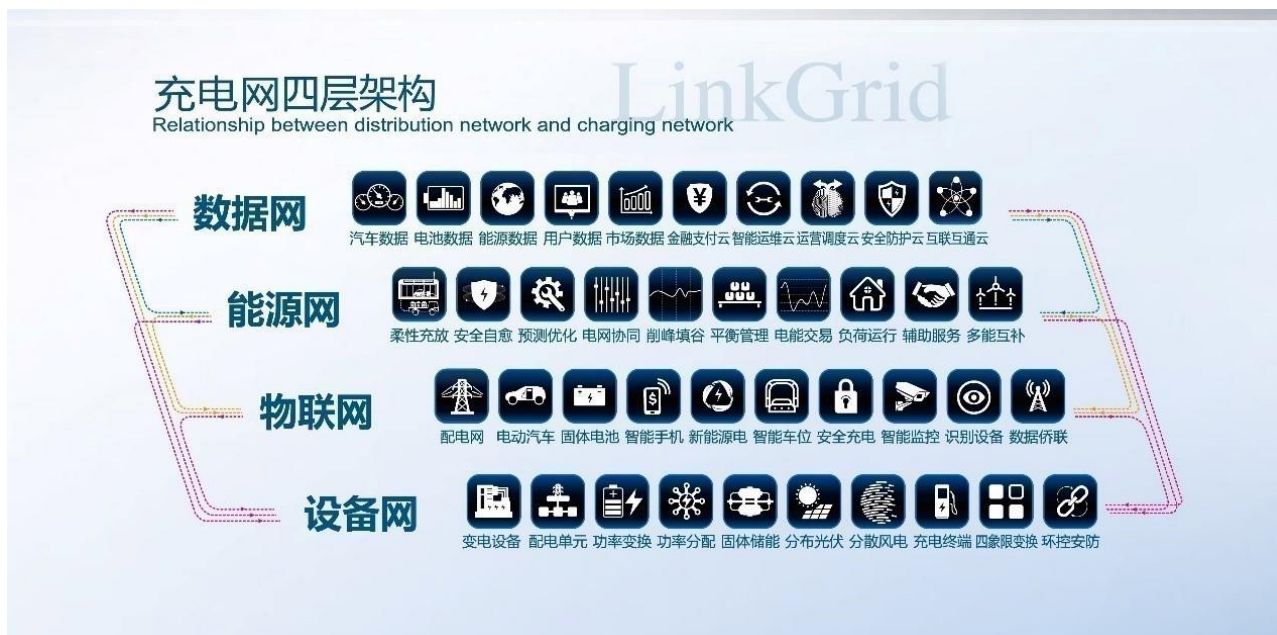 LinkGrid
充电网四层架构
Relationship between distribution network and charging network
数据网
汽车数据 电池数据 能源数据 用户数据 市场数据 金融支付云 智能运维云 运营调度云 安全防护云 互联互通云
能源网
柔性充放 安全自愈 预测优化 电网协同 削峰填谷 平衡管理 电能交易 负荷运行 辅助服务 多能互补
物联网
配电网 电动汽车 固体电池 智能手机 新能源电 智能车位 安全充电 智能监控 识别设备 数据侨联
设备网
变电设备 配电单元 功率变换 功率分配 固体储能 分布光伏 分散风电 充电终端 四象限变换 环控安防